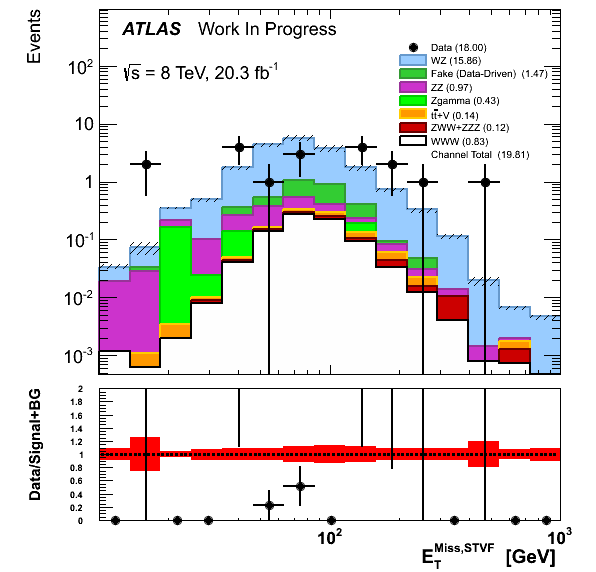 Events
ATLAS Work In Progress
√s = 8 TeV, 20.3 fb⁻¹
Data (18.00)
WZ (15.86)
Fake (Data-Driven) (1.47)
ZZ (0.97)
Zgamma (0.43)
tt̄+V (0.14)
ZWW+ZZZ (0.12)
WWW (0.83)
Channel Total (19.81)
10²
10
1
10⁻¹
10⁻²
10⁻³
Data/Signal+BG
2
1.8
1.6
1.4
1.2
1
0.8
0.6
0.4
0.2
0
10² 10³
E_T^Miss,STVF [GeV]